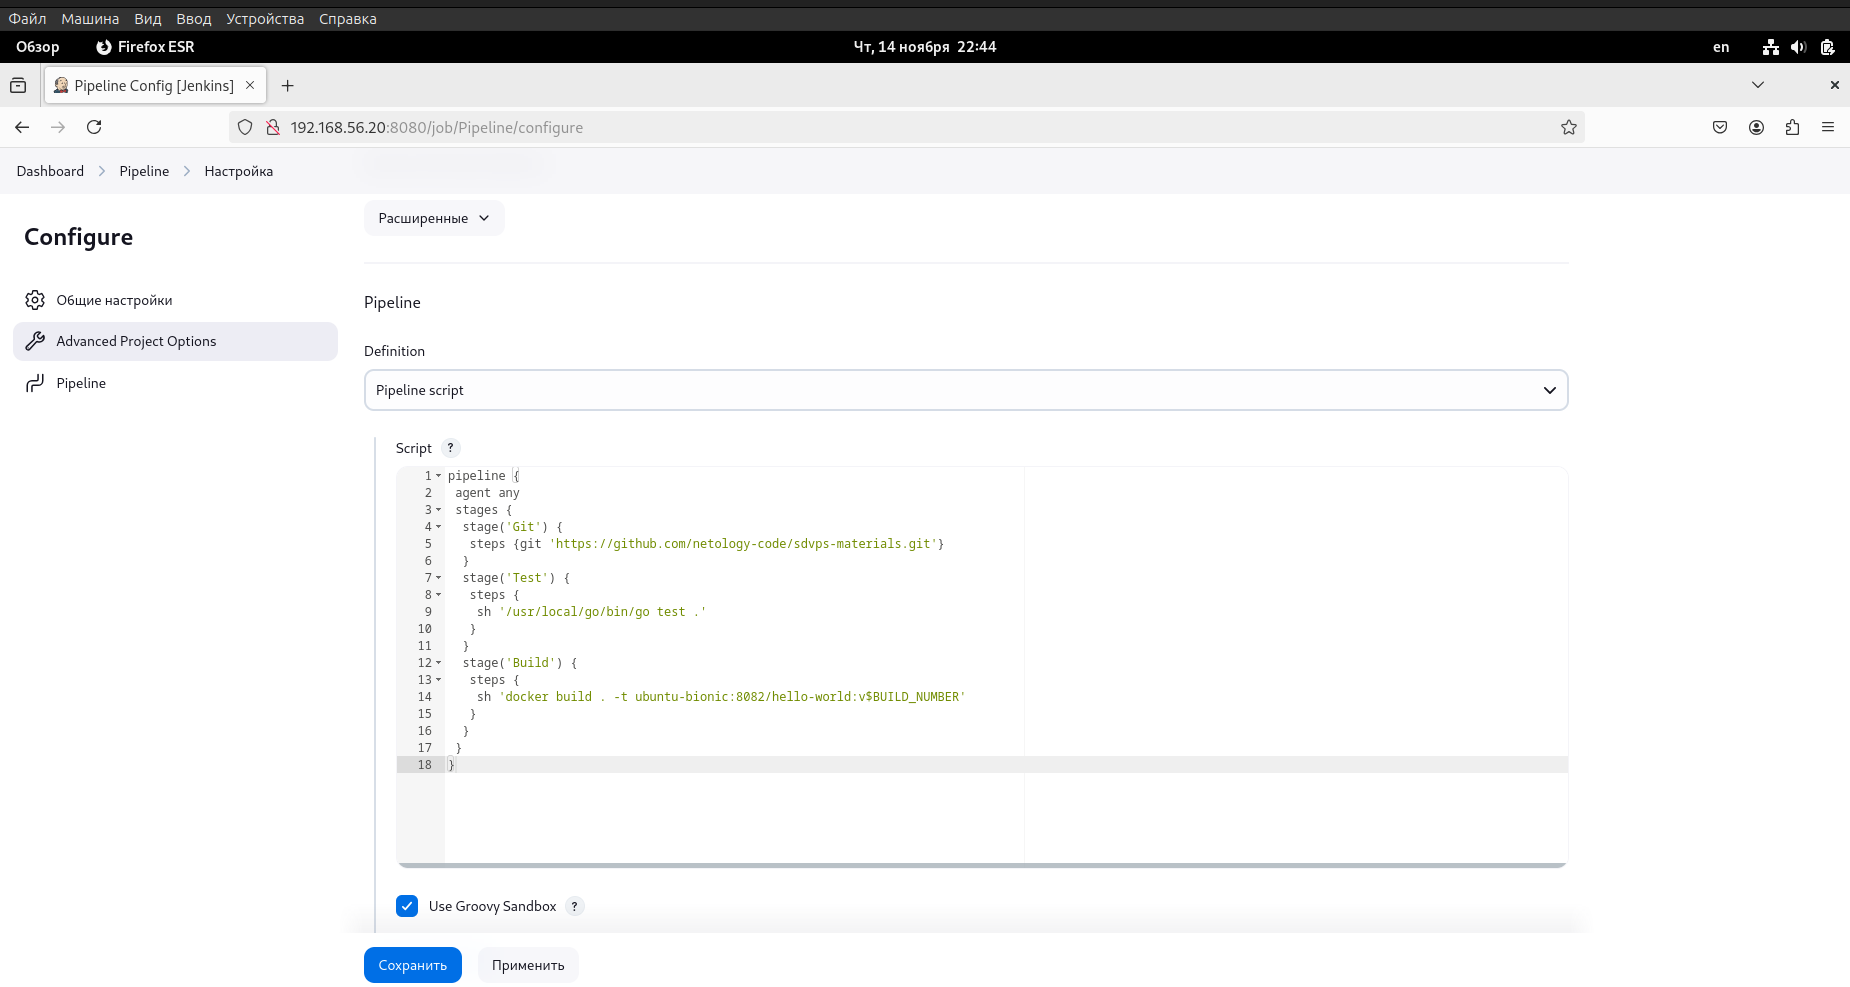 Файл Машина Вид Ввод Устройства Справка
Обзор Firefox ESR Чт, 14 ноября 22:44 en
Pipeline Config [Jenkins]
192.168.56.20:8080/job/Pipeline/configure
Dashboard Pipeline Настройка
Расширенные
Configure
Общие настройки
Advanced Project Options
Pipeline
Pipeline
Definition
Pipeline script
Script ?
1 pipeline {
2 agent any
3 stages {
4 stage('Git') {
5 steps {git 'https://github.com/netology-code/sdvps-materials.git'}
6 }
7 stage('Test') {
8 steps {
9 sh '/usr/local/go/bin/go test .'
10 }
11 }
12 stage('Build') {
13 steps {
14 sh 'docker build . -t ubuntu-bionic:8082/hello-world:v$BUILD_NUMBER'
15 }
16 }
17 }
18 }
Use Groovy Sandbox ?
Сохранить Применить